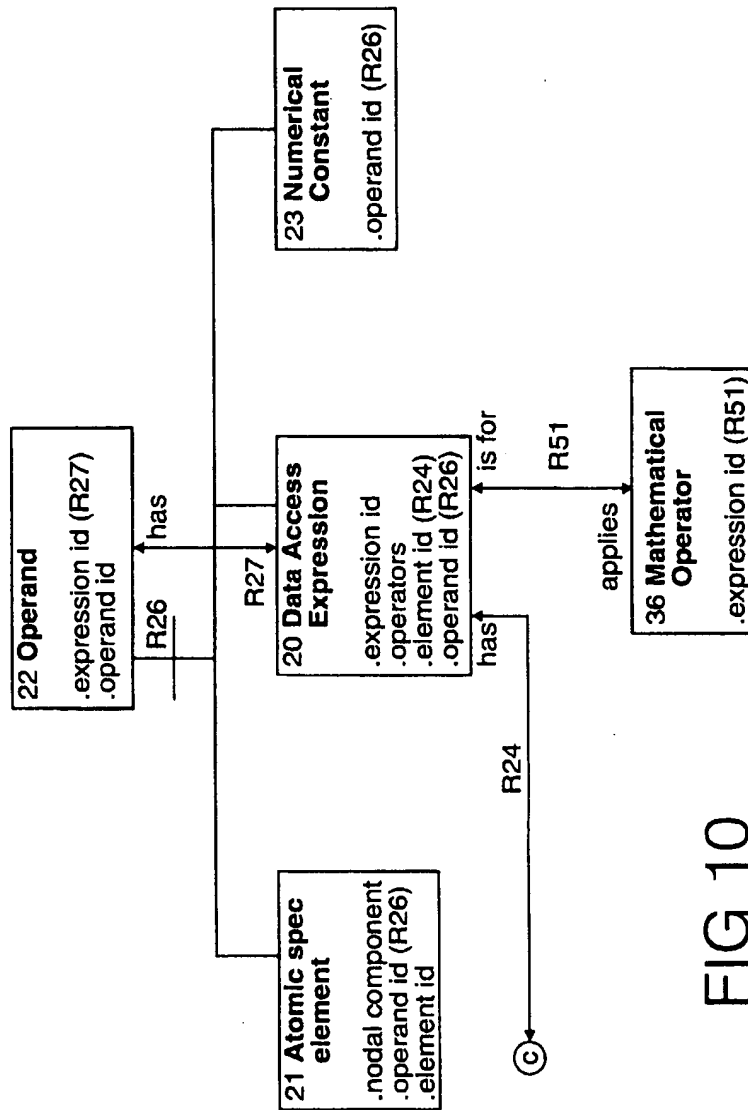 22 Operand
.expression id (R27)
.operand id
R26
has
R27
21 Atomic spec
element
.nodal component
.operand id (R26)
.element id
20 Data Access
Expression
.expression id
.operators
.element id (R24)
.operand id (R26)
23 Numerical
Constant
.operand id (R26)
has
is for
R24
R51
c
applies
36 Mathematical
Operator
.expression id (R51)
FIG 10